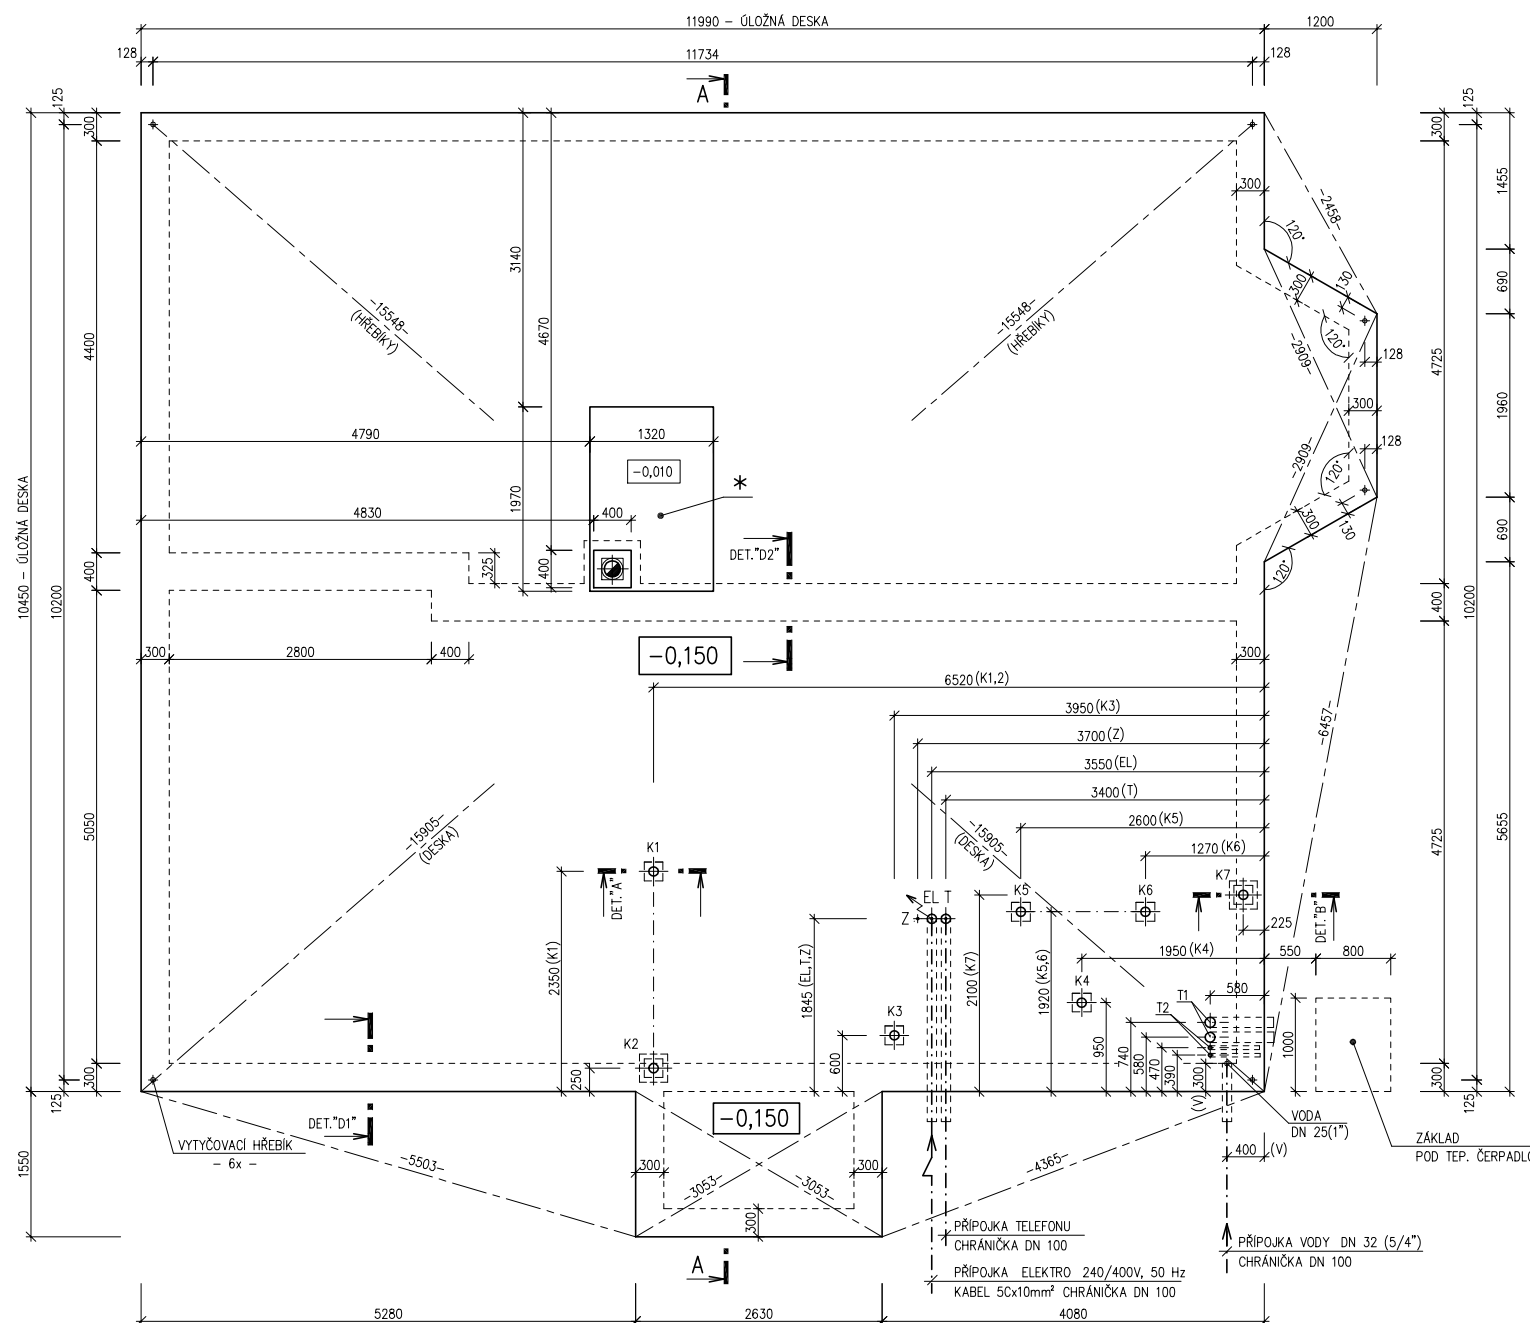 11990 – ÚLOŽNÁ DESKA
1200
128
11734
128
A
125
300
10450 – ÚLOŽNÁ DESKA
10200
4400
400
5050
300
125
1550
3140
4670
1970
–15548–
(HŘEBÍKY)
–15548–
(HŘEBÍKY)
300
120°
–2458–
300
130
120°
–2909–
128
300
128
–2909–
120°
300
130
120°
125
300
1455
690
4725
1960
690
400
10200
4725
5655
300
125
4790
1320
–0,010
*
4830
400
325
400
DET."D2"
300
2800
400
–0,150
300
6520 (K1,2)
3950 (K3)
3700 (Z)
3550 (EL)
3400 (T)
2600 (K5)
1270 (K6)
–6457–
–15905–
(DESKA)
–15905–
(DESKA)
K1
DET."A"
2350 (K1)
EL T
Z
K5
K6
K7
DET."B"
225
1845 (EL,T,Z)
2100 (K7)
1920 (K5,6)
1950 (K4)
550
800
K4
580
T1
T2
K3
K2
600
250
950
740
580
470
390
300
(V)
1000
DET."D1"
–0,150
VODA
DN 25(1")
VYTYČOVACÍ HŘEBÍK
– 6x –
ZÁKLAD
POD TEP. ČERPADLO
400 (V)
–5503–
300
–3053–
–3053–
300
300
–4365–
A
PŘÍPOJKA TELEFONU
CHRÁNIČKA DN 100
PŘÍPOJKA VODY DN 32 (5/4")
CHRÁNIČKA DN 100
PŘÍPOJKA ELEKTRO 240/400V, 50 Hz
KABEL 5Cx10mm² CHRÁNIČKA DN 100
5280
2630
4080